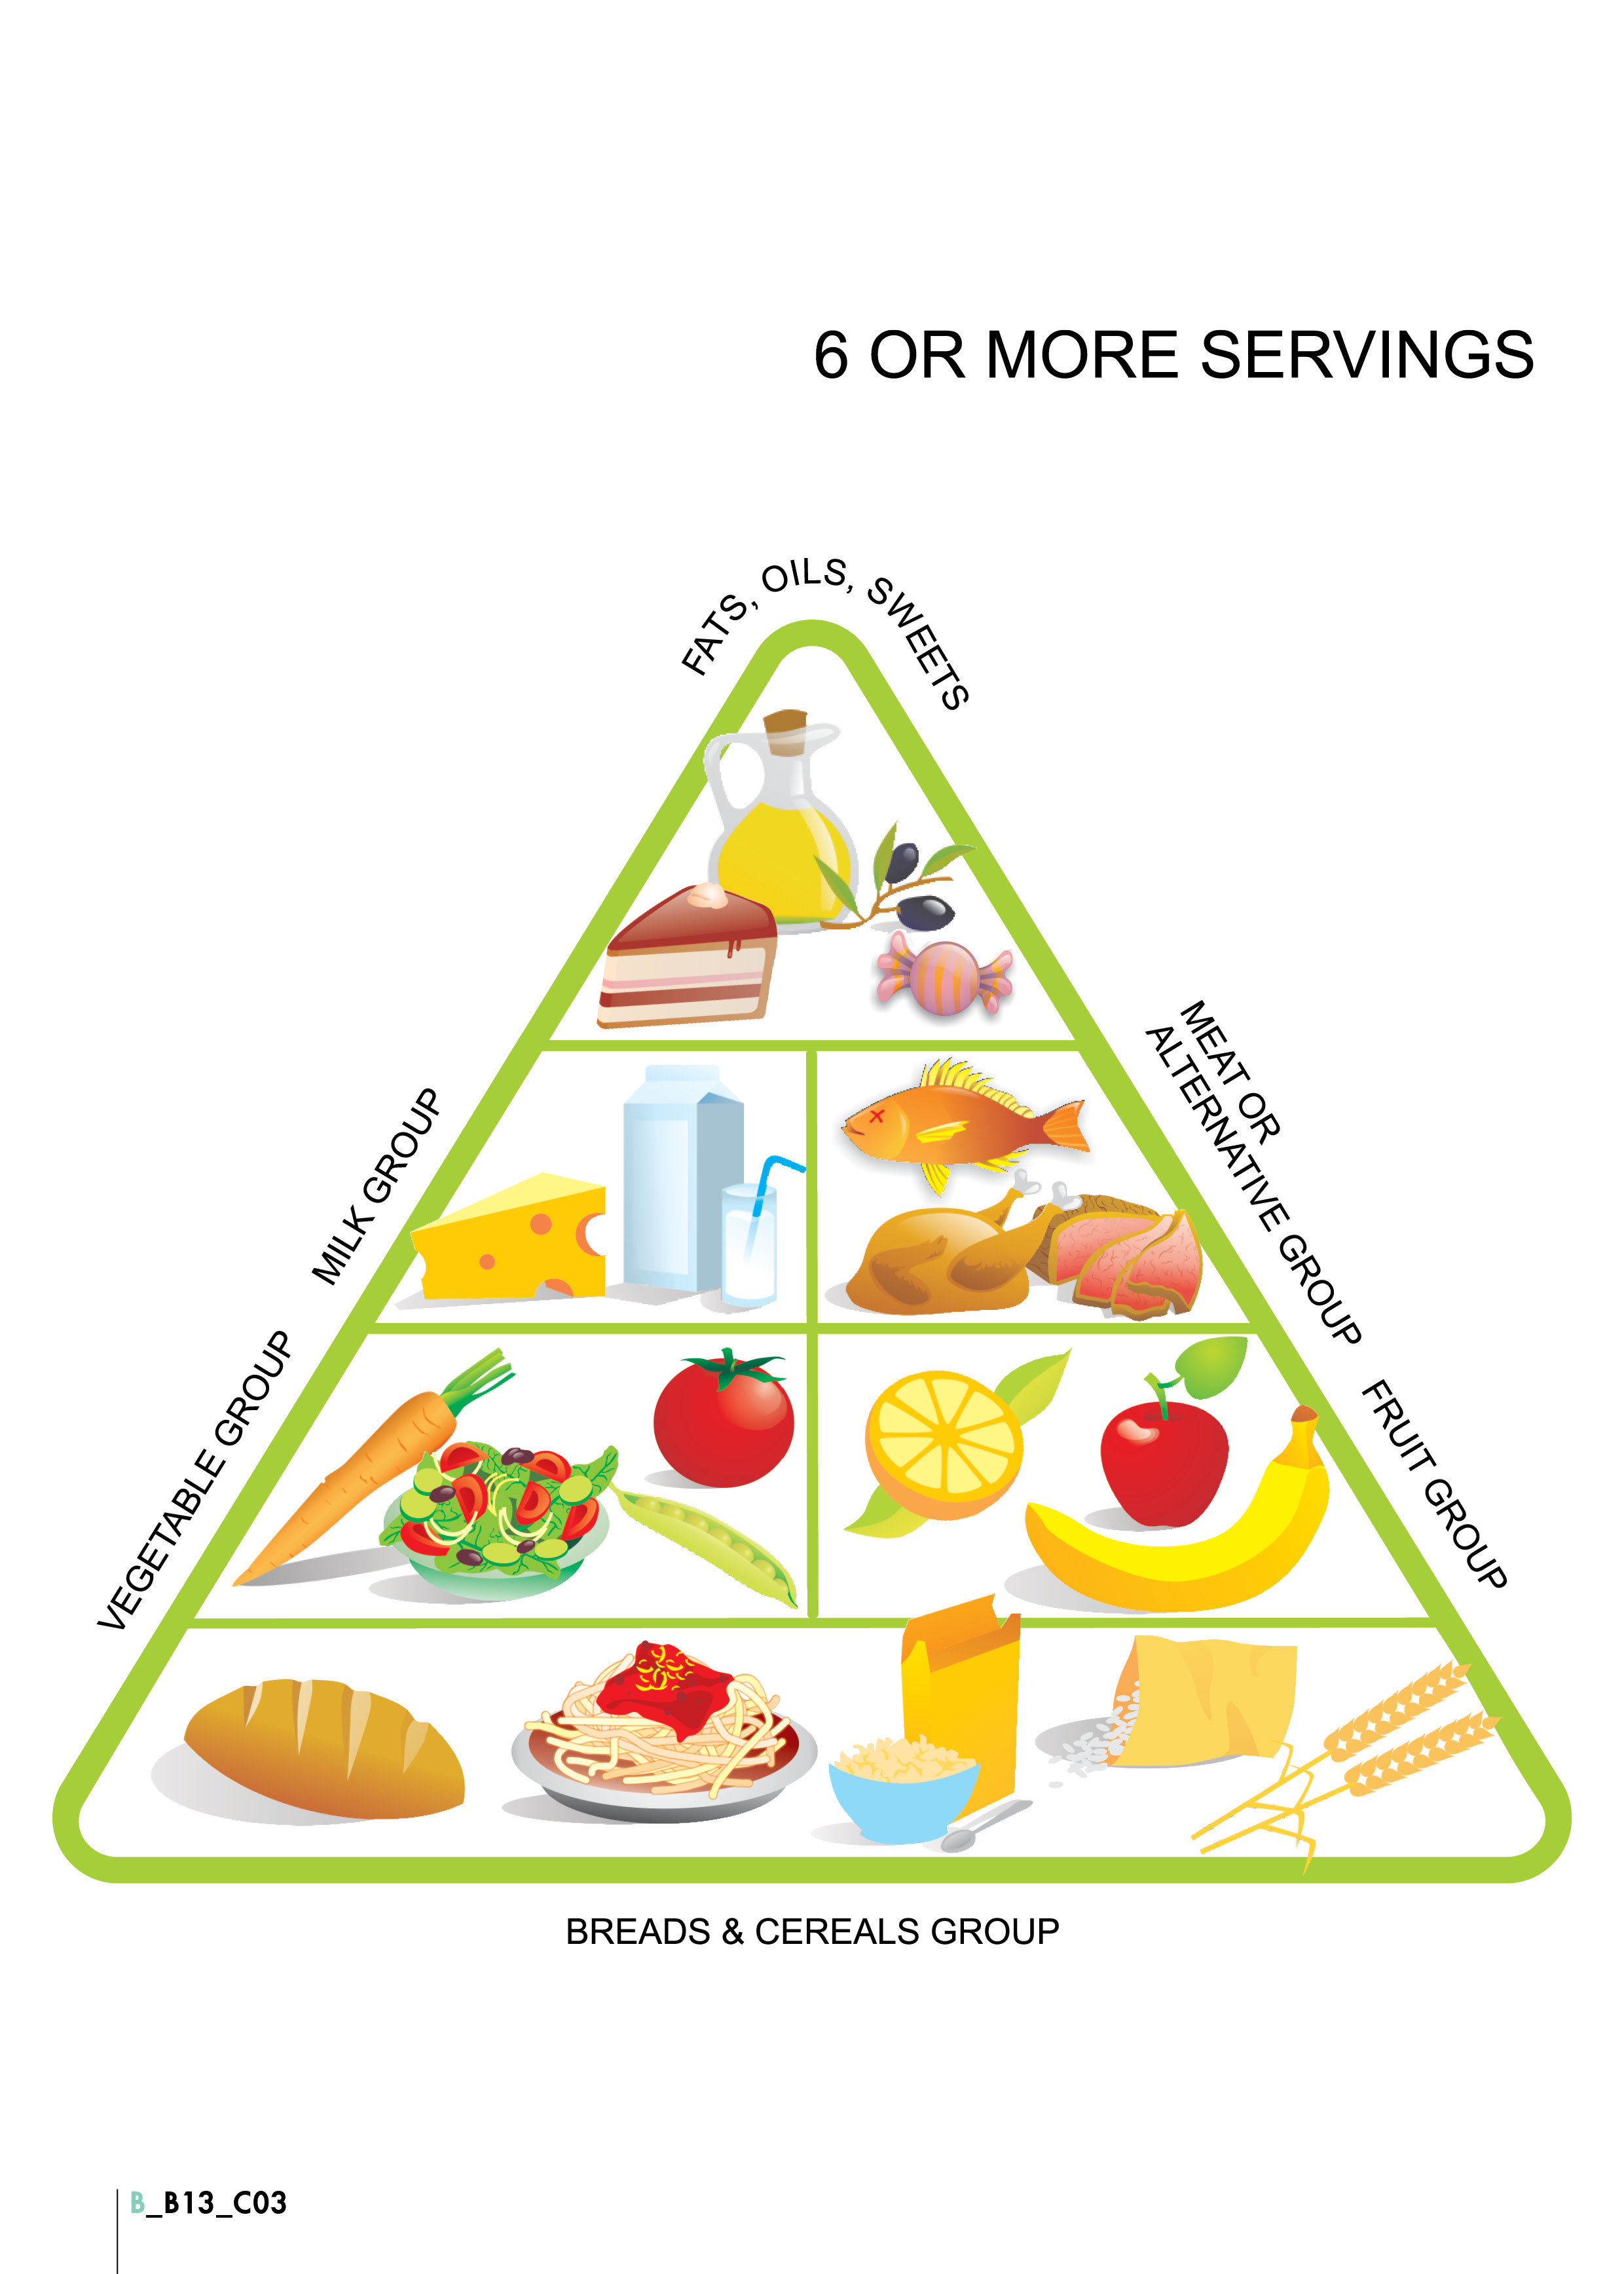 6 OR MORE SERVINGS
FATS, OILS, SWEETS
MILK GROUP
MEAT OR
ALTERNATIVE GROUP
VEGETABLE GROUP
FRUIT GROUP
BREADS & CEREALS GROUP
B_B13_C03